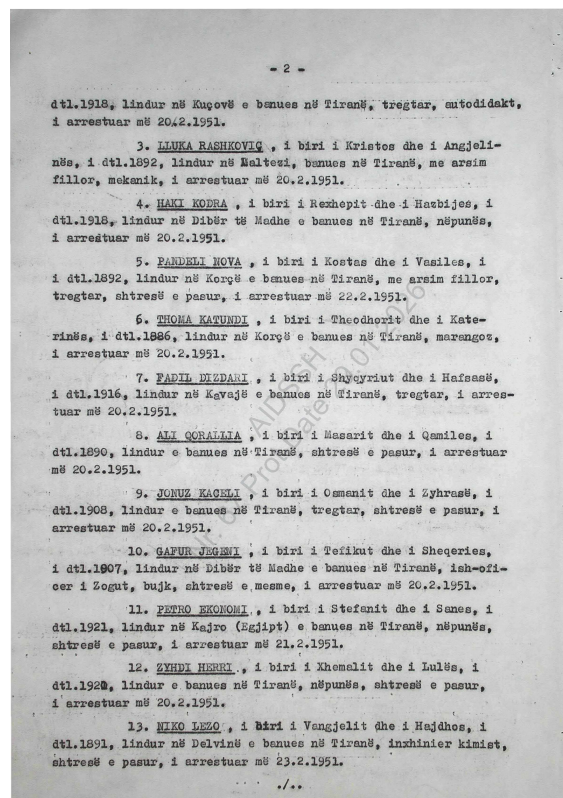 - 2 -
dtl.1918, lindur në Kuçovë e banues në Tiranë, tregtar, autodidakt,
i arrestuar më 20.2.1951.
3. LLUKA RASHKOVIÇ , i biri i Kristos dhe i Angjeli-
nës, i dtl.1892, lindur në Maltezi, banues në Tiranë, me arsim
fillor, mekanik, i arrestuar më 20.2.1951.
4. HAKI KODRA , i biri i Rexhepit dhe i Hazbijes, i
dtl.1918, lindur në Dibër të Madhe e banues në Tiranë, nëpunës,
i arrestuar më 20.2.1951.
5. PANDELI NOVA , i biri i Kostas dhe i Vasiles, i
i dtl.1892, lindur në Korçë e banues në Tiranë, me arsim fillor,
tregtar, shtresë e pasur, i arrestuar më 22.2.1951.
6. THOMA KATUNDI , i biri i Theodhorit dhe i Kate-
rinës, i dtl.1886, lindur në Korçë e banues në Tiranë, marangoz,
i arrestuar më 20.2.1951.
7. FADIL DIZDARI , i biri i Shyqyriut dhe i Hafsasë,
i dtl.1916, lindur në Kavajë e banues në Tiranë, tregtar, i arres-
tuar më 20.2.1951.
8. ALI QORALLIA , i biri i Masarit dhe i Qamiles, i
dtl.1890, lindur e banues në Tiranë, shtresë e pasur, i arrestuar
më 20.2.1951.
9. JONUZ KACELI , i biri i Osmanit dhe i Zyhrasë, i
dtl.1908, lindur e banues në Tiranë, tregtar, shtresë e pasur, i
arrestuar më 20.2.1951.
10. GAFUR JEGENI , i biri i Tefikut dhe i Sheqeries,
i dtl.1907, lindur në Dibër të Madhe e banues në Tiranë, ish-ofi-
cer i Zogut, bujk, shtresë e mesme, i arrestuar më 20.2.1951.
11. PETRO EKONOMI , i biri i Stefanit dhe i Sanes, i
dtl.1921, lindur në Kajro (Egjipt) e banues në Tiranë, nëpunës,
shtresë e pasur, i arrestuar më 21.2.1951.
12. ZYHDI HERRI , i biri i Xhemalit dhe i Lulës, i
dtl.1920, lindur e banues në Tiranë, nëpunës, shtresë e pasur,
i arrestuar më 20.2.1951.
13. NIKO LEZO , i biri i Vangjelit dhe i Hajdhos, i
dtl.1891, lindur në Delvinë e banues në Tiranë, inxhinier kimist,
shtresë e pasur, i arrestuar më 23.2.1951.
./..
AIDSSH